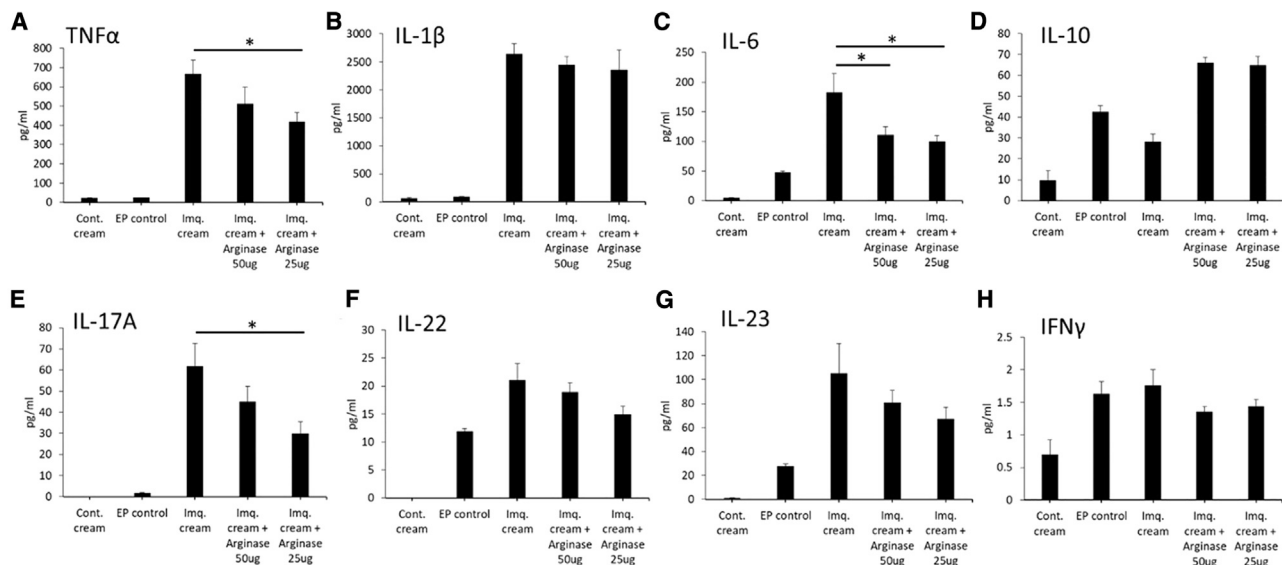 A TNFα
*
800
700
600
500
400
300
200
100
0
pg/ml
Cont. cream
EP control
Imq. cream
Imq. cream + Arginase 50ug
Imq. cream + Arginase 25ug
B IL-1β
3000
2500
2000
1500
1000
500
0
pg/ml
Cont. cream
EP control
Imq. cream
Imq. cream + Arginase 50ug
Imq. cream + Arginase 25ug
C IL-6
*
*
250
200
150
100
50
0
pg/ml
Cont. cream
EP control
Imq. cream
Imq. cream + Arginase 50ug
Imq. cream + Arginase 25ug
D IL-10
80
70
60
50
40
30
20
10
0
pg/ml
Cont. cream
EP control
Imq. cream
Imq. cream + Arginase 50ug
Imq. cream + Arginase 25ug
E IL-17A
*
80
70
60
50
40
30
20
10
0
pg/ml
Cont. cream
EP control
Imq. cream
Imq. cream + Arginase 50ug
Imq. cream + Arginase 25ug
F IL-22
30
25
20
15
10
5
0
pg/ml
Cont. cream
EP control
Imq. cream
Imq. cream + Arginase 50ug
Imq. cream + Arginase 25ug
G IL-23
140
120
100
80
60
40
20
0
pg/ml
Cont. cream
EP control
Imq. cream
Imq. cream + Arginase 50ug
Imq. cream + Arginase 25ug
H IFNγ
2.5
2
1.5
1
0.5
0
pg/ml
Cont. cream
EP control
Imq. cream
Imq. cream + Arginase 50ug
Imq. cream + Arginase 25ug